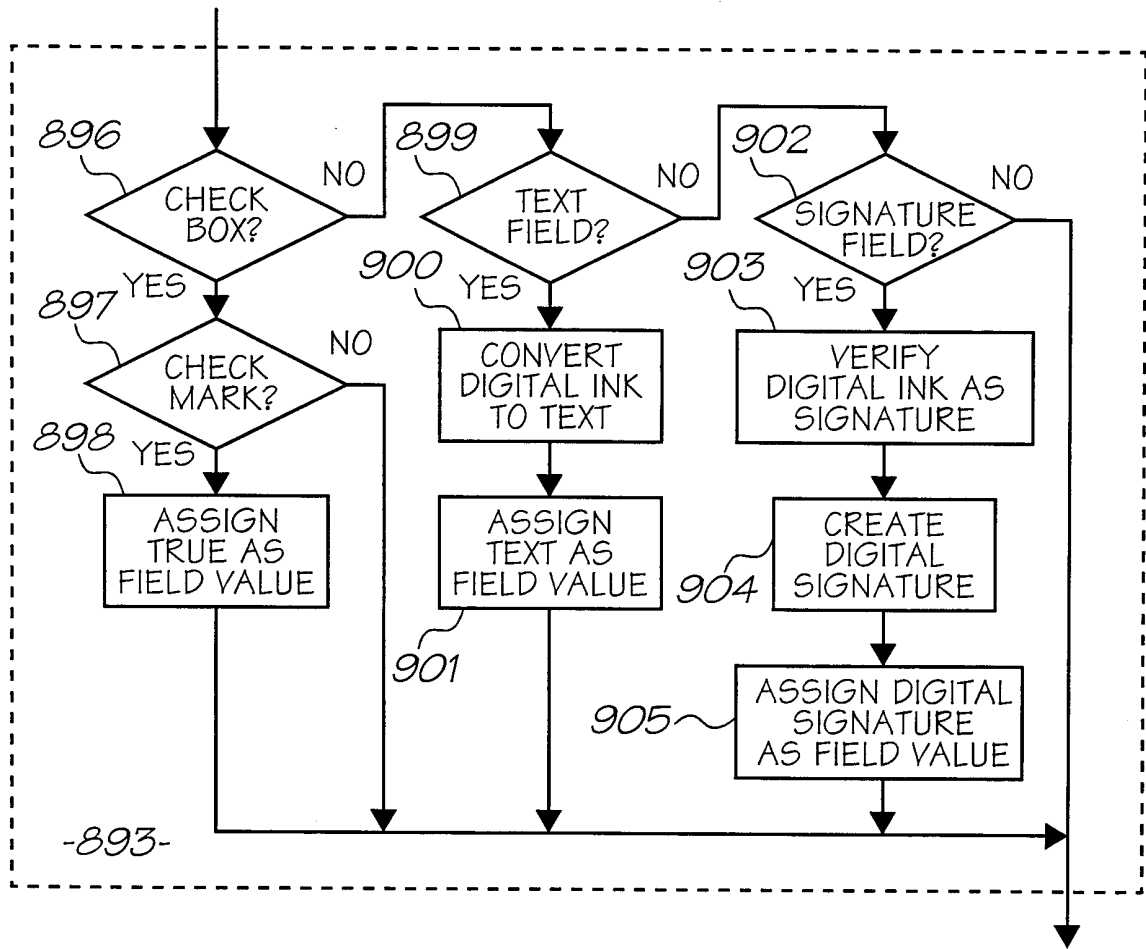 896
CHECK
BOX?
NO
YES
899
TEXT
FIELD?
NO
YES
902
SIGNATURE
FIELD?
NO
YES
897
CHECK
MARK?
NO
YES
898
ASSIGN
TRUE AS
FIELD VALUE
900
CONVERT
DIGITAL INK
TO TEXT
901
ASSIGN
TEXT AS
FIELD VALUE
903
VERIFY
DIGITAL INK AS
SIGNATURE
904
CREATE
DIGITAL
SIGNATURE
905
ASSIGN DIGITAL
SIGNATURE
AS FIELD VALUE
-893-